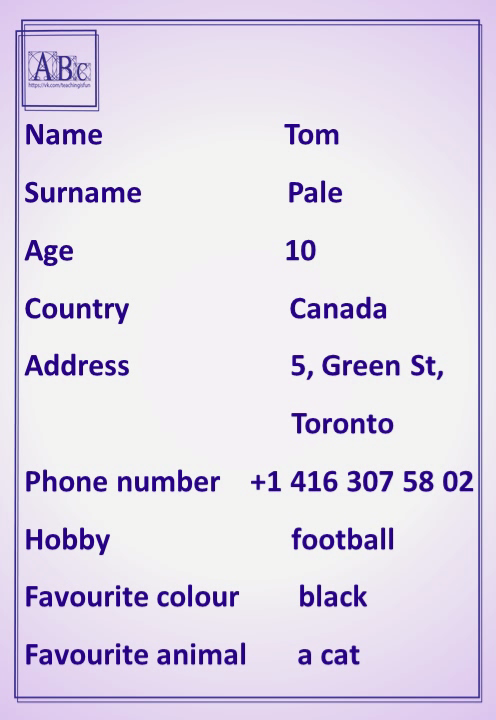 ABC
https://vk.com/teachingisfun
Name Tom
Surname Pale
Age 10
Country Canada
Address 5, Green St,
Toronto
Phone number +1 416 307 58 02
Hobby football
Favourite colour black
Favourite animal a cat